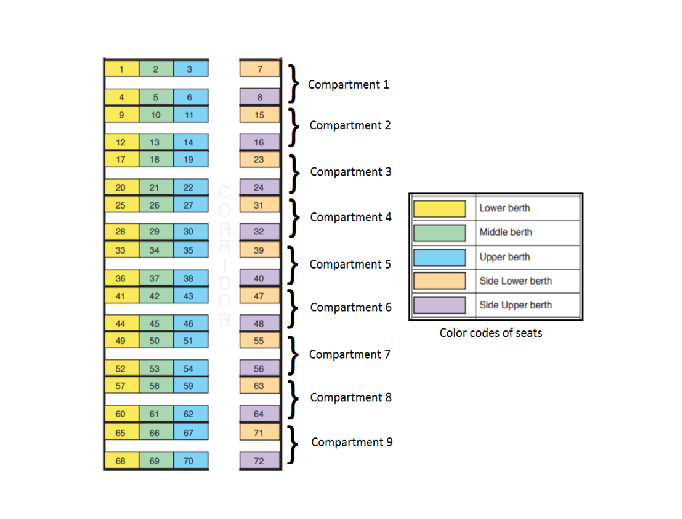 1 2 3 7
Compartment 1
4 5 6 8
9 10 11 15
Compartment 2
12 13 14 16
17 18 19 23
Compartment 3
20 21 22 24
25 26 27 31
Compartment 4
28 29 30 32
33 34 35 39
Compartment 5
36 37 38 40
41 42 43 47
Compartment 6
44 45 46 48
49 50 51 55
Compartment 7
52 53 54 56
57 58 59 63
Compartment 8
60 61 62 64
65 66 67 71
Compartment 9
68 69 70 72
CORRIDOR
Lower berth
Middle berth
Upper berth
Side Lower berth
Side Upper berth
Color codes of seats